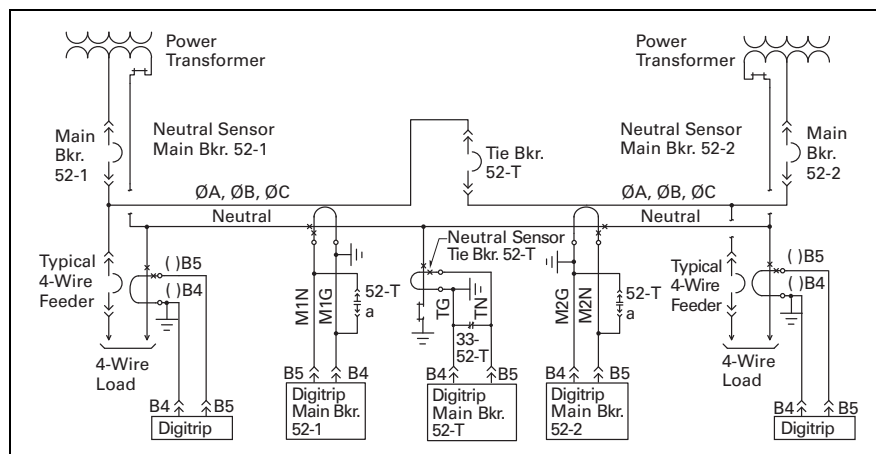 Power
Transformer
Power
Transformer
Main
Bkr.
52-1
Neutral Sensor
Main Bkr. 52-1
Tie Bkr.
52-T
Neutral Sensor
Main Bkr. 52-2
Main
Bkr.
52-2
ØA, ØB, ØC
ØA, ØB, ØC
Neutral
Neutral
Typical
4-Wire
Feeder
( )B5
( )B4
Neutral Sensor
Tie Bkr. 52-T
Typical
4-Wire
Feeder
( )B5
( )B4
M1N
M1G
52-T
a
TG
TN
33-
52-T
M2G
M2N
52-T
a
4-Wire
Load
4-Wire
Load
B5
B4
B4
B5
B4
B5
B4
B5
B4
B5
Digitrip
Digitrip
Main Bkr.
52-1
Digitrip
Main Bkr.
52-T
Digitrip
Main Bkr.
52-2
Digitrip